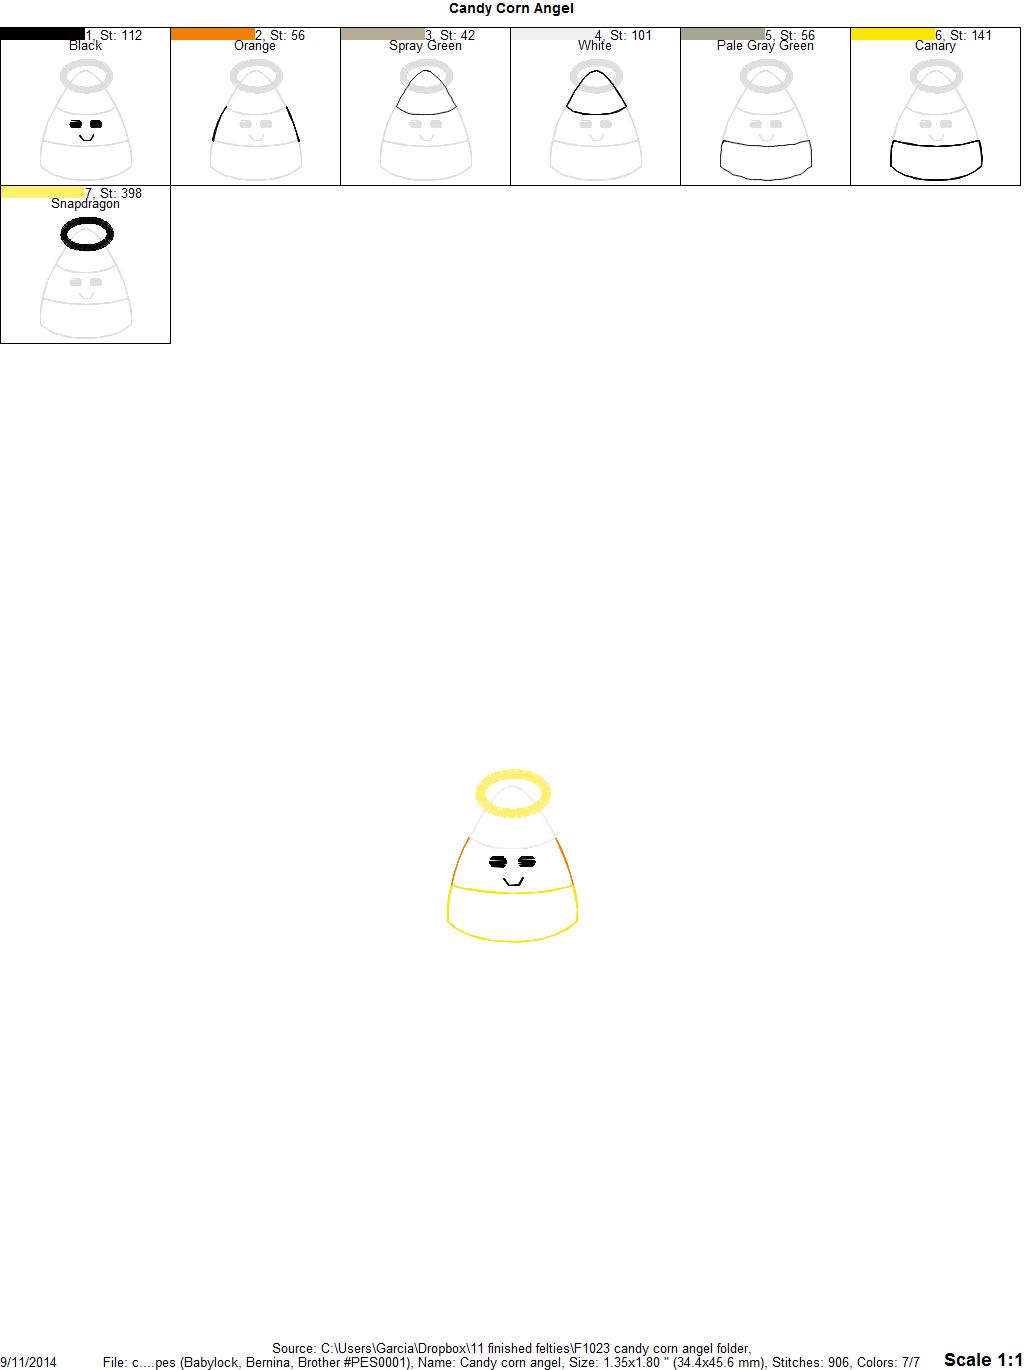 Candy Corn Angel
1, St: 112
Black
2, St: 56
Orange
3, St: 42
Spray Green
4, St: 101
White
5, St: 56
Pale Gray Green
6, St: 141
Canary
7, St: 398
Snapdragon
Source: C:\Users\Garcia\Dropbox\11 finished felties\F1023 candy corn angel folder,
9/11/2014 File: c....pes (Babylock, Bernina, Brother #PES0001), Name: Candy corn angel, Size: 1.35x1.80 " (34.4x45.6 mm), Stitches: 906, Colors: 7/7 Scale 1:1